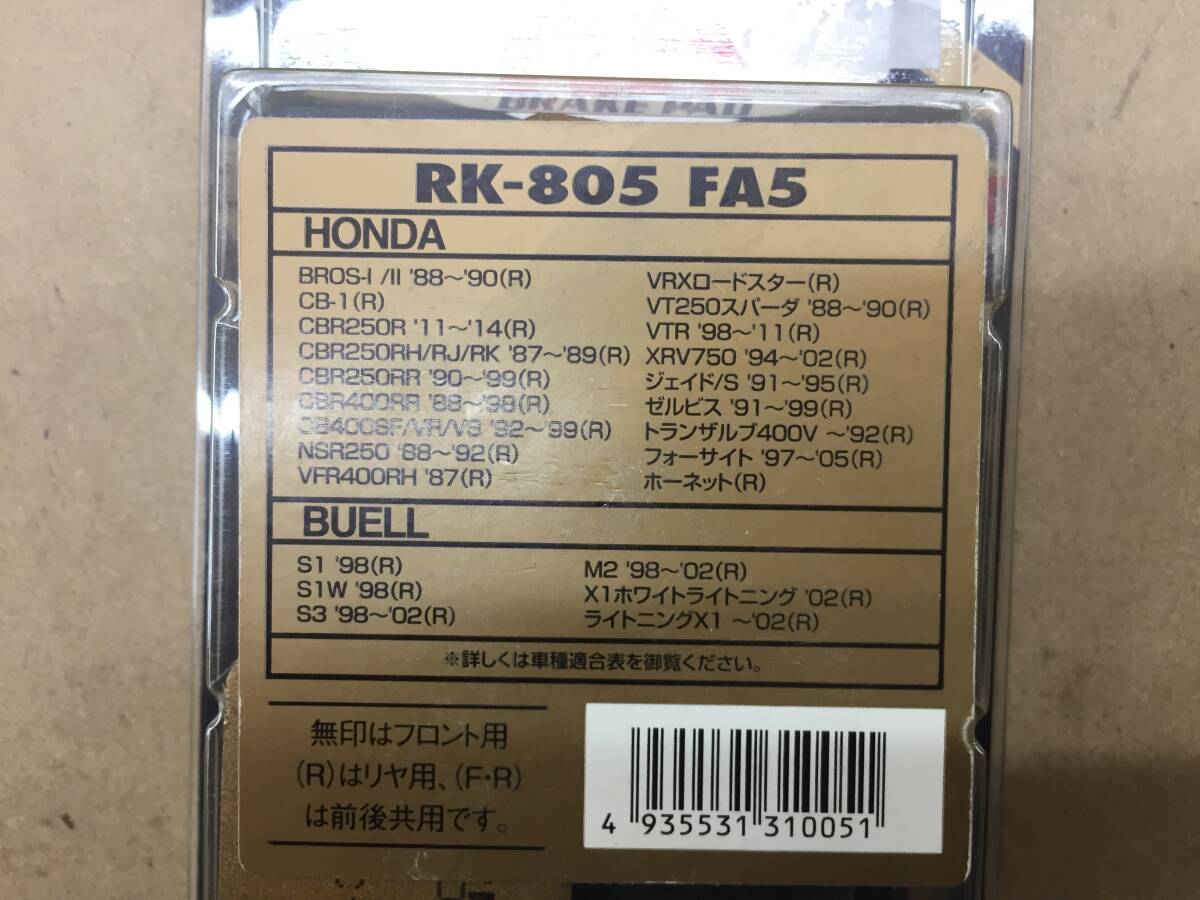 BRAKE PAD
RK-805 FA5
HONDA
BROS-I /II '88～'90(R)
CB-1(R)
CBR250R '11～'14(R)
CBR250RH/RJ/RK '87～'89(R)
CBR250RR '90～'99(R)
CBR400RR '88～'98(R)
CB400SF/VR/VS '92～'99(R)
NSR250 '88～'92(R)
VFR400RH '87(R)
VRXロードスター(R)
VT250スパーダ '88～'90(R)
VTR '98～'11(R)
XRV750 '94～'02(R)
ジェイド/S '91～'95(R)
ゼルビス '91～'99(R)
トランザルブ400V ～'92(R)
フォーサイト '97～'05(R)
ホーネット(R)
BUELL
S1 '98(R)
S1W '98(R)
S3 '98～'02(R)
M2 '98～'02(R)
X1ホワイトライトニング '02(R)
ライトニングX1 ～'02(R)
※詳しくは車種適合表を御覧ください。
無印はフロント用
(R)はリヤ用、(F・R)
は前後共用です。
4 935531 310051